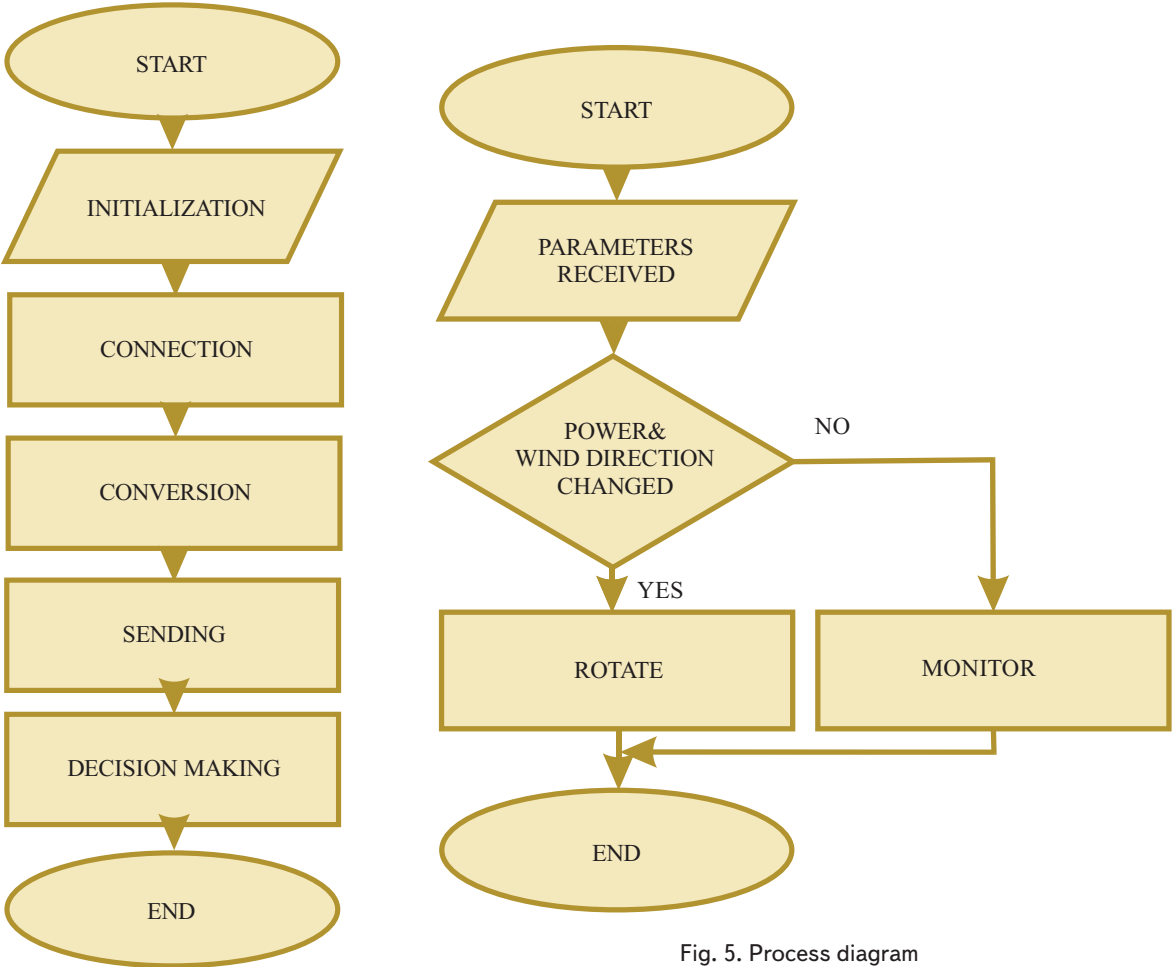 START
INITIALIZATION
CONNECTION
CONVERSION
SENDING
DECISION MAKING
END
START
PARAMETERS
RECEIVED
POWER&
WIND DIRECTION
CHANGED
NO
YES
ROTATE
MONITOR
END
Fig. 5. Process diagram